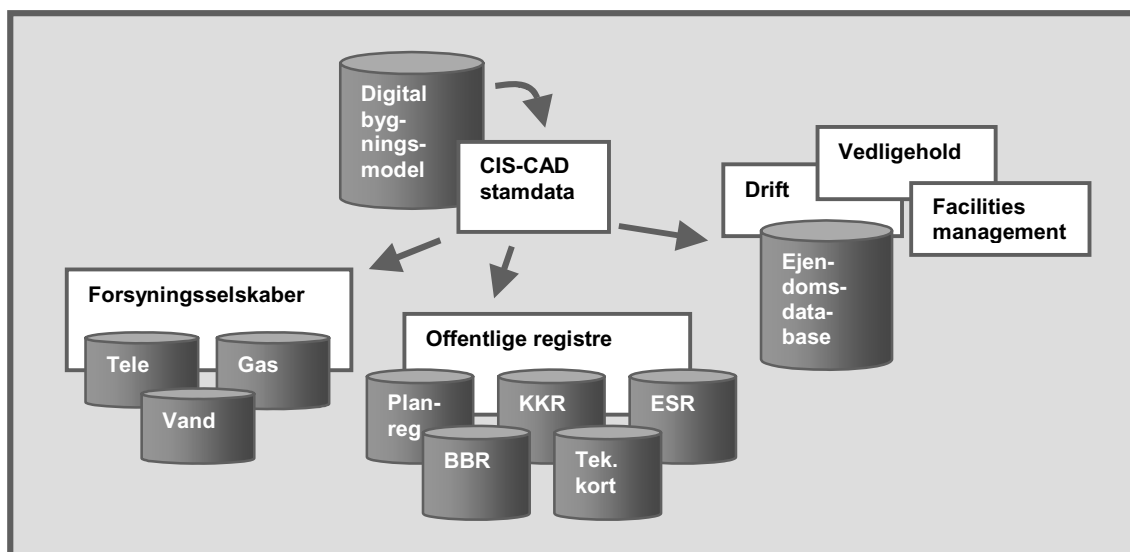 Digital
byg-
nings-
model
CIS-CAD
stamdata
Vedligehold
Drift
Facilities
management
Ejen-
doms-
data-
base
Forsyningsselskaber
Tele
Gas
Vand
Offentlige registre
Plan-
reg.
KKR
ESR
BBR
Tek.
kort